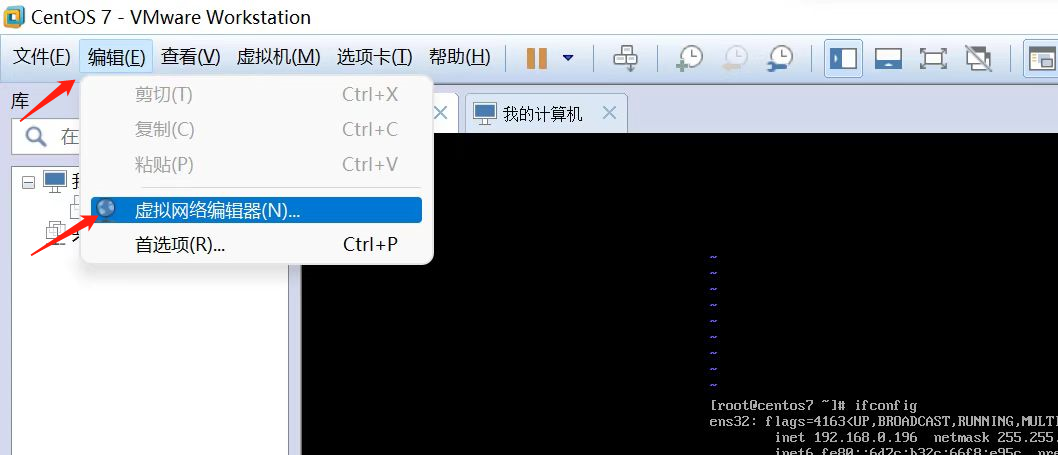 CentOS 7 - VMware Workstation
文件(F) 编辑(E) 查看(V) 虚拟机(M) 选项卡(T) 帮助(H)
库
剪切(T) Ctrl+X
我的计算机
复制(C) Ctrl+C
在
粘贴(P) Ctrl+V
虚拟网络编辑器(N)...
首选项(R)... Ctrl+P
~
~
~
~
~
~
~
~
~
[root@centos7 ~]# ifconfig
ens32: flags=4163<UP,BROADCAST,RUNNING,MULTI
inet 192.168.0.196 netmask 255.255.